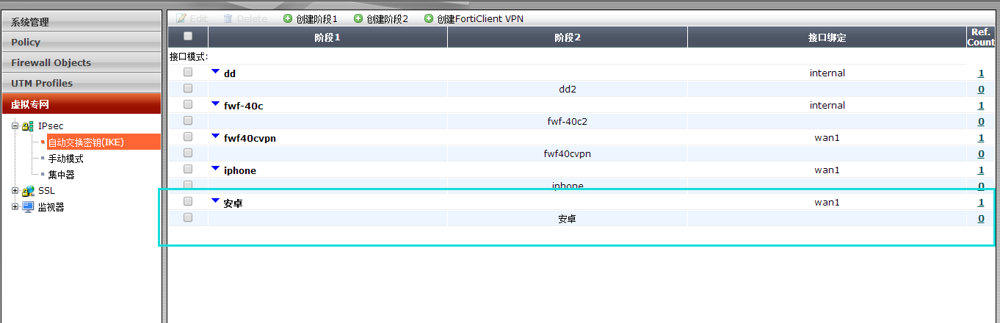 Edit Delete 创建阶段1 创建阶段2 创建FortiClient VPN
系统管理
Policy
Firewall Objects
UTM Profiles
虚拟专网
IPsec
自动交换密钥(IKE)
手动模式
集中器
SSL
监视器
阶段1 阶段2 接口绑定 Ref. Count
接口模式:
dd internal 1
dd2 0
fwf-40c internal 1
fwf-40c2 0
fwf40cvpn wan1 1
fwf40cvpn 0
iphone wan1 1
iphone 0
安卓 wan1 1
安卓 0